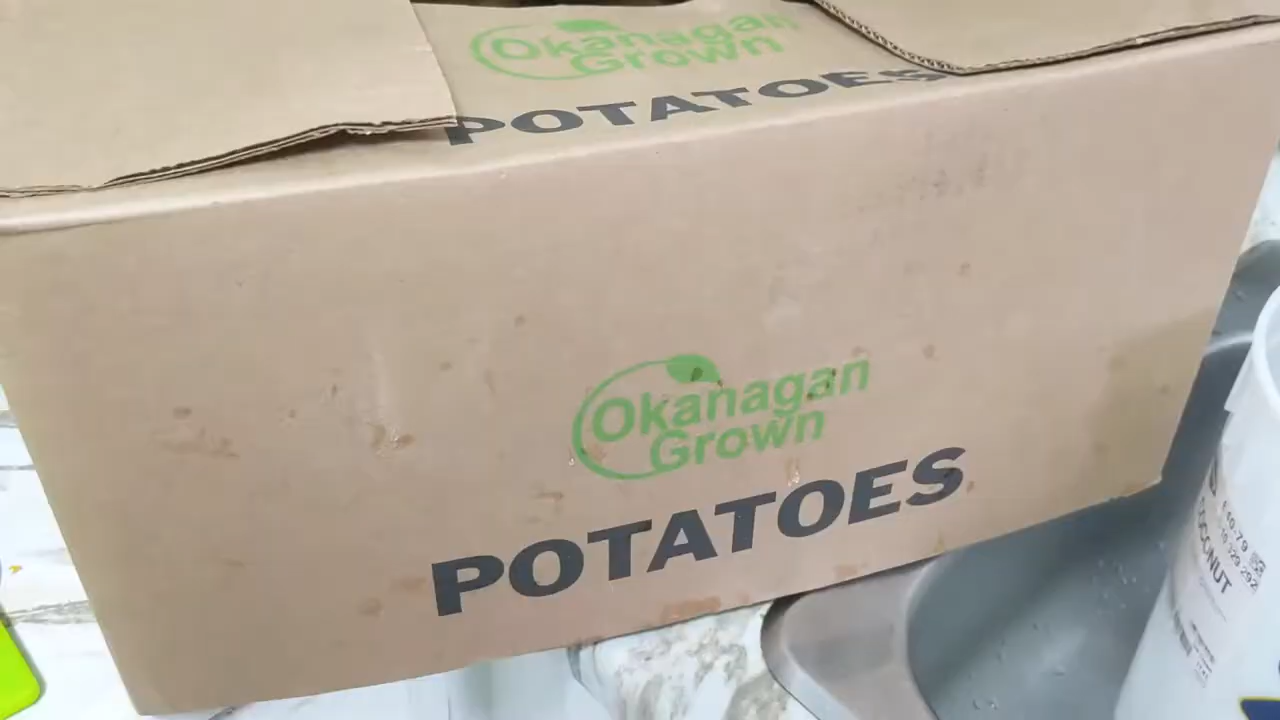 Okanagan
Grown
POTATOES
Okanagan
Grown
POTATOES
COCONUT